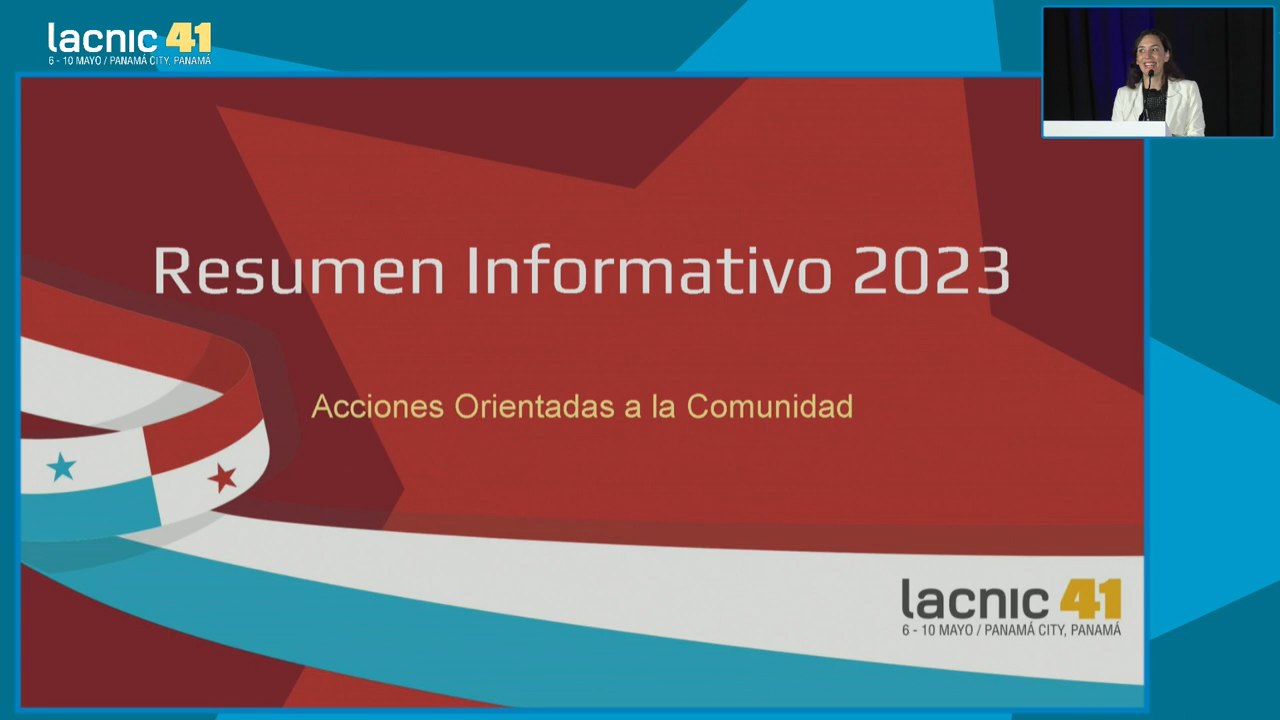 lacnic 41
6 - 10 MAYO / PANAMÁ CITY, PANAMÁ
Resumen Informativo 2023
Acciones Orientadas a la Comunidad
lacnic 41
6 - 10 MAYO / PANAMÁ CITY, PANAMÁ